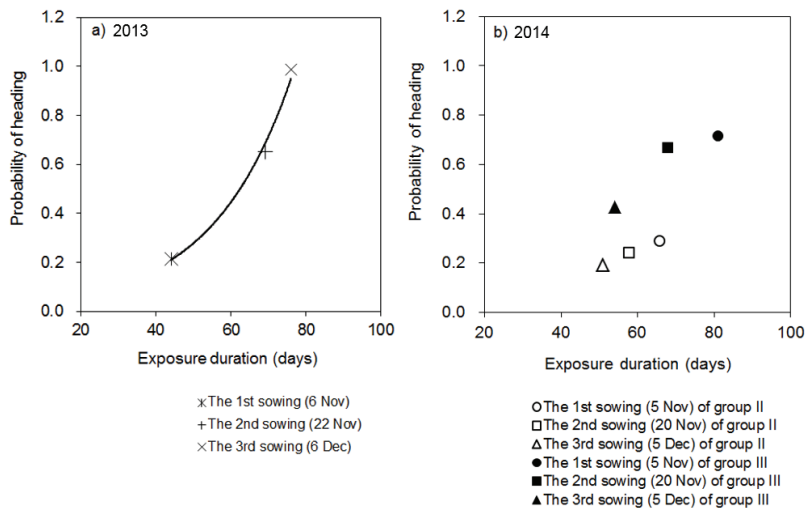 a) 2013
Probability of heading
1.2
1.0
0.8
0.6
0.4
0.2
0.0
20 40 60 80 100
Exposure duration (days)
The 1st sowing (6 Nov)
The 2nd sowing (22 Nov)
The 3rd sowing (6 Dec)
b) 2014
Probability of heading
1.2
1.0
0.8
0.6
0.4
0.2
0.0
20 40 60 80 100
Exposure duration (days)
The 1st sowing (5 Nov) of group II
The 2nd sowing (20 Nov) of group II
The 3rd sowing (5 Dec) of group II
The 1st sowing (5 Nov) of group III
The 2nd sowing (20 Nov) of group III
The 3rd sowing (5 Dec) of group III